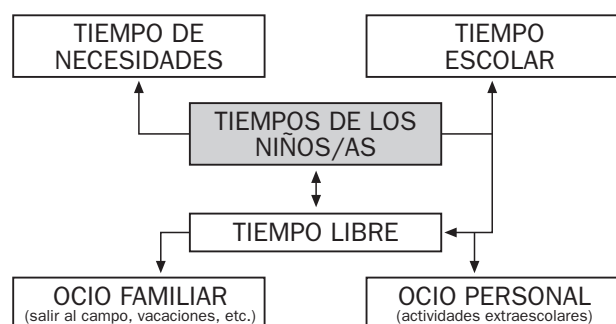 TIEMPO DE
NECESIDADES
TIEMPO
ESCOLAR
TIEMPOS DE LOS
NIÑOS/AS
TIEMPO LIBRE
OCIO FAMILIAR
(salir al campo, vacaciones, etc.)
OCIO PERSONAL
(actividades extraescolares)